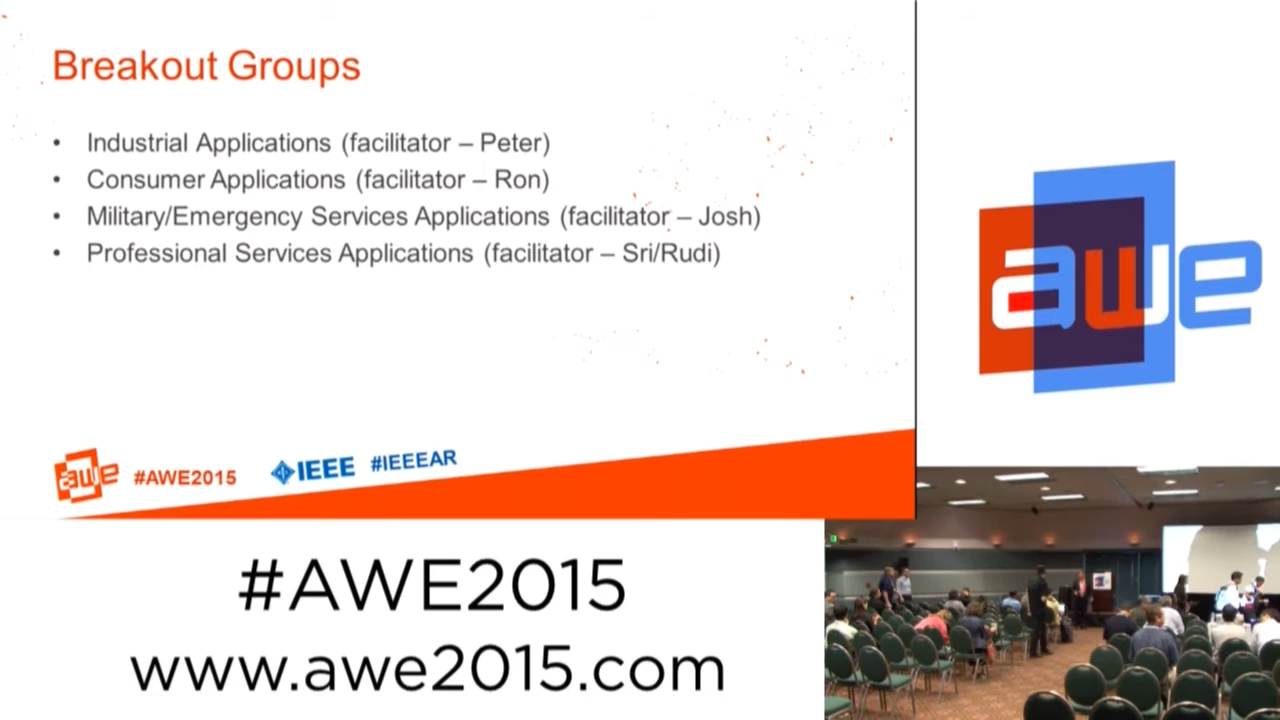 Breakout Groups
• Industrial Applications (facilitator – Peter)
• Consumer Applications (facilitator – Ron)
• Military/Emergency Services Applications (facilitator – Josh)
• Professional Services Applications (facilitator – Sri/Rudi)
awe
awe #AWE2015 IEEE #IEEEAR
#AWE2015
www.awe2015.com